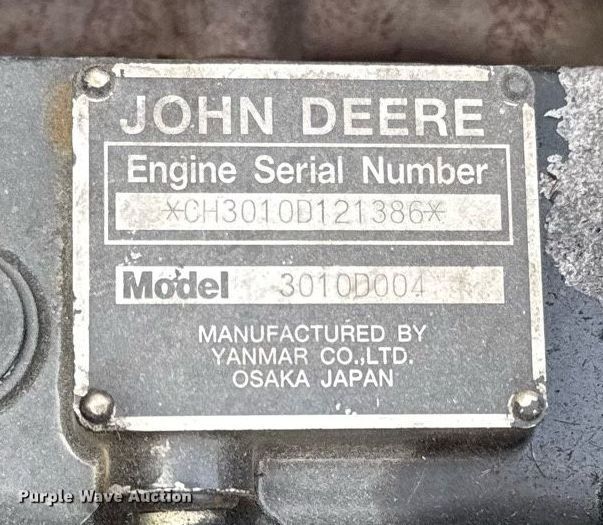 JOHN DEERE
Engine Serial Number
*CH3010D121386*
Model 3010D004
MANUFACTURED BY
YANMAR CO.,LTD.
OSAKA JAPAN
Purple Wave Auction